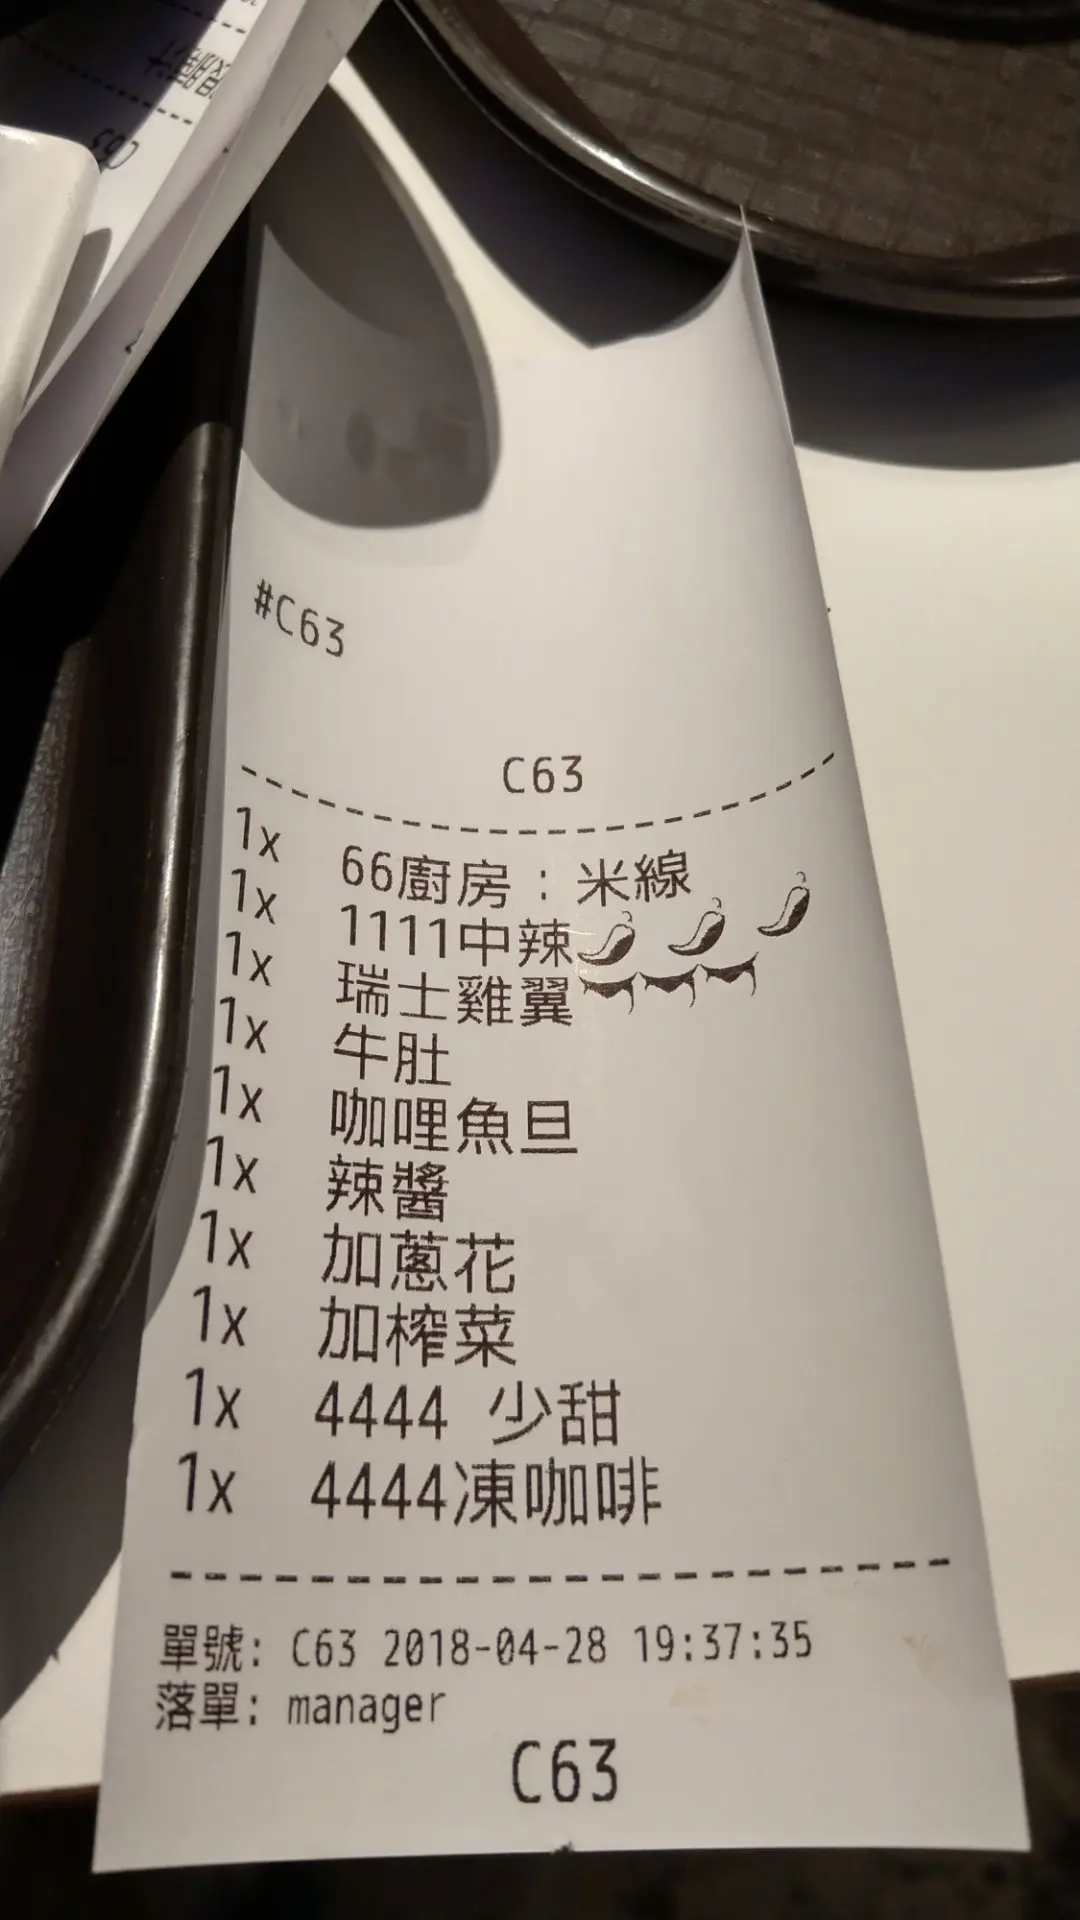 C63
#C63
C63
1x 66廚房：米線
1x 1111中辣
1x 瑞士雞翼
1x 牛肚
1x 咖哩魚旦
1x 辣醬
1x 加蔥花
1x 加榨菜
1x 4444 少甜
1x 4444凍咖啡
單號: C63 2018-04-28 19:37:35
落單: manager
C63